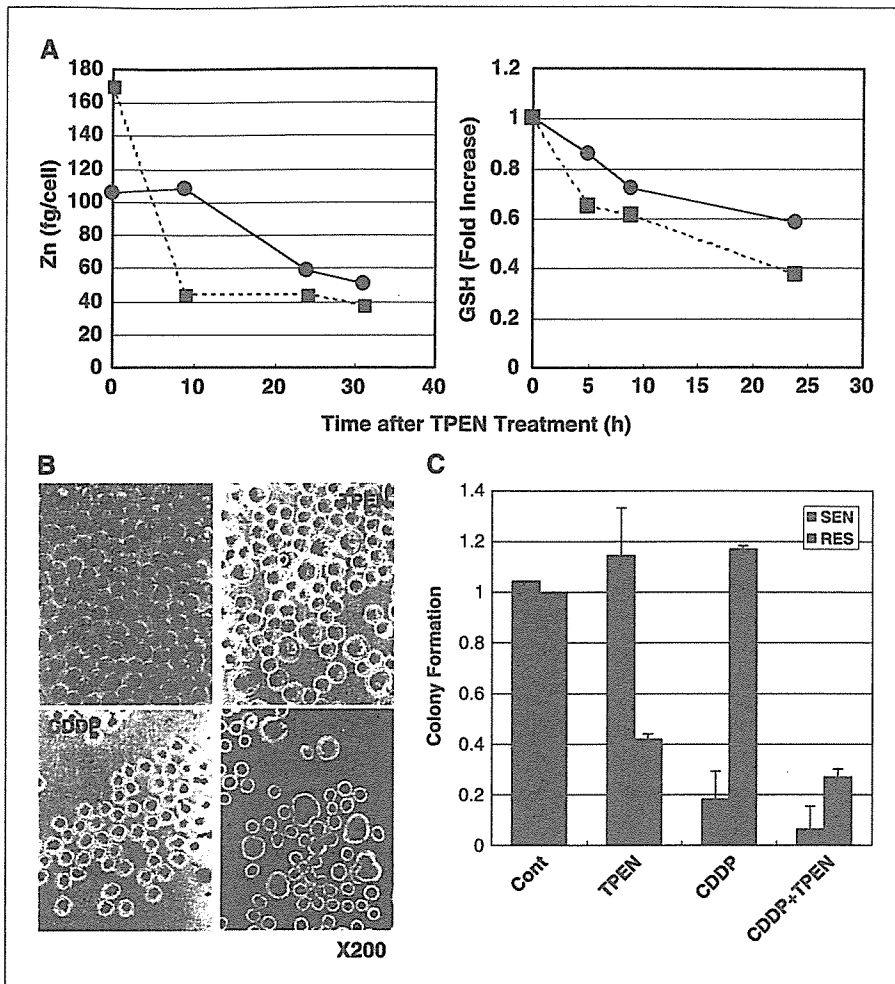 A
180
160
140
120
100
80
60
40
20
0
Zn (fg/cell)
0 10 20 30 40
1.2
1
0.8
0.6
0.4
0.2
0
GSH (Fold Increase)
0 5 10 15 20 25 30
Time after TPEN Treatment (h)
B
TPEN
CDDP
X200
C
1.4
1.2
1
0.8
0.6
0.4
0.2
0
Colony Formation
SEN
RES
Cont
TPEN
CDDP
CDDP+TPEN